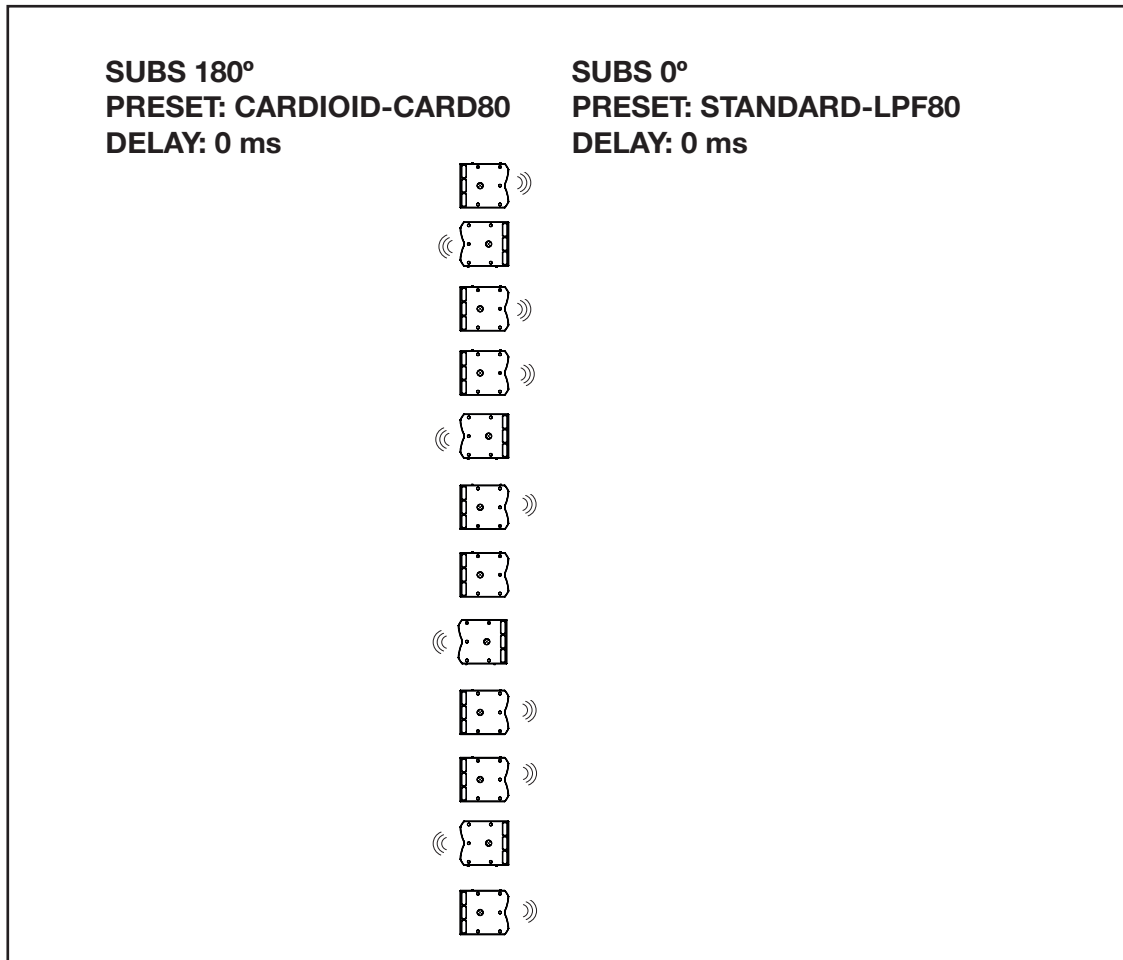 SUBS 180º
PRESET: CARDIOID-CARD80
DELAY: 0 ms
SUBS 0º
PRESET: STANDARD-LPF80
DELAY: 0 ms